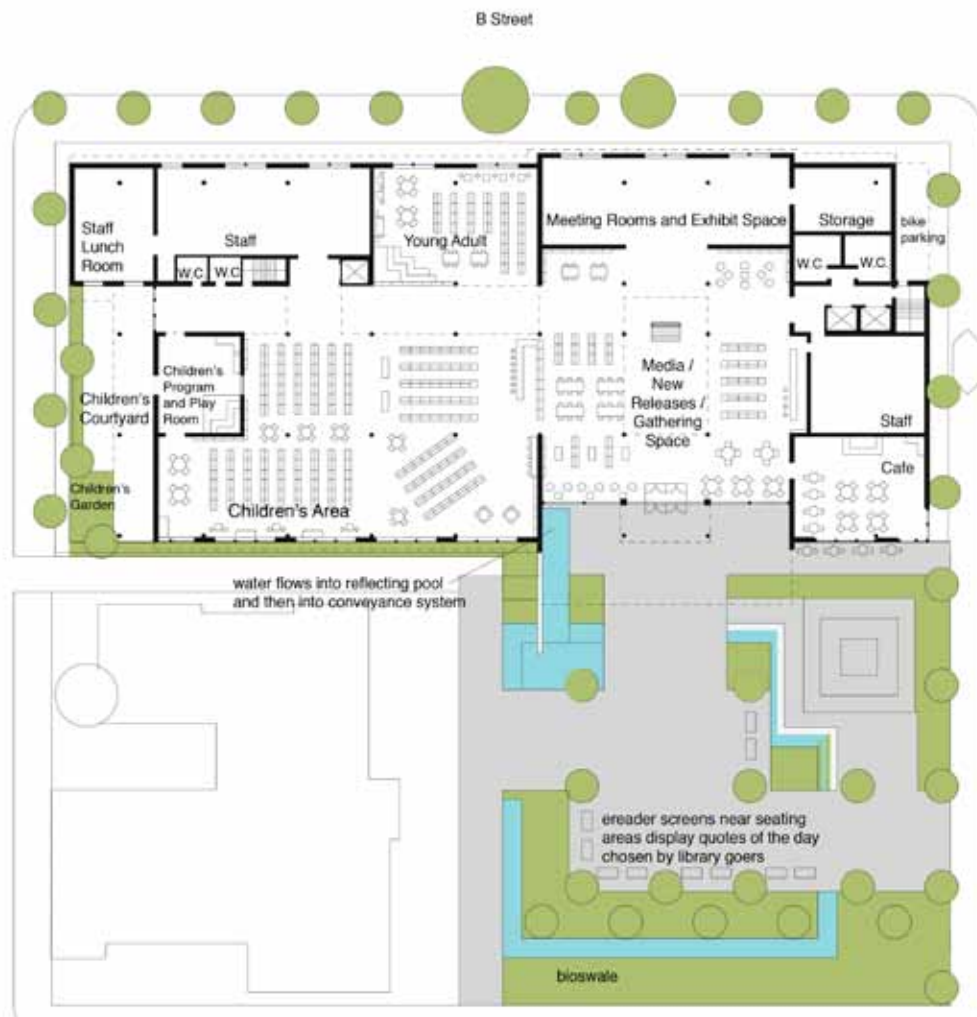 B Street
Staff
Lunch
Room
Staff
W.C
W.C
Young Adult
Meeting Rooms and Exhibit Space
Storage
W.C
W.C.
bike
parking
Children's
Courtyard
Children's
Program
and Play
Room
Children's
Garden
Children's Area
Media /
New
Releases /
Gathering
Space
Staff
Cafe
water flows into reflecting pool
and then into conveyance system
ereader screens near seating
areas display quotes of the day
chosen by library goers
bioswale